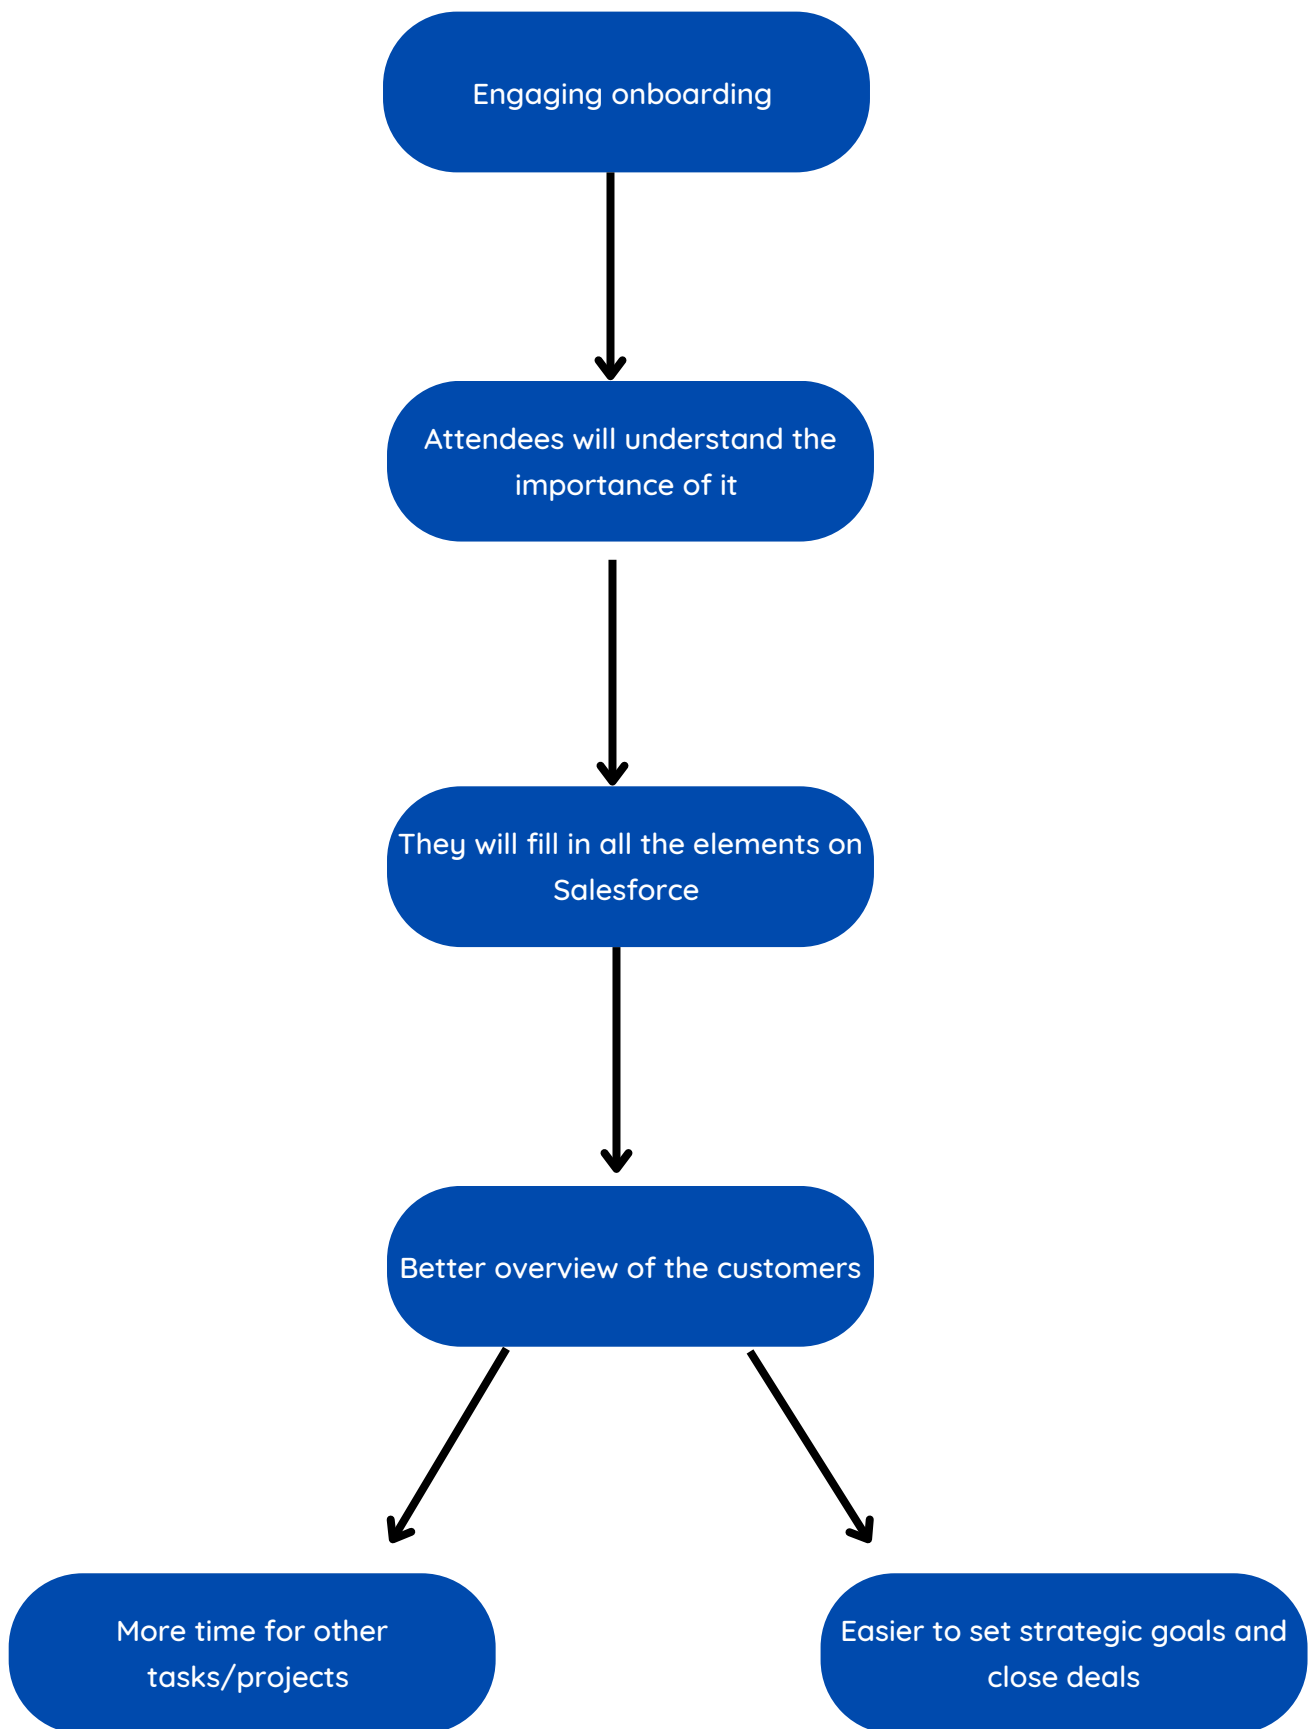 Engaging onboarding
Attendees will understand the
importance of it
They will fill in all the elements on
Salesforce
Better overview of the customers
More time for other
tasks/projects
Easier to set strategic goals and
close deals